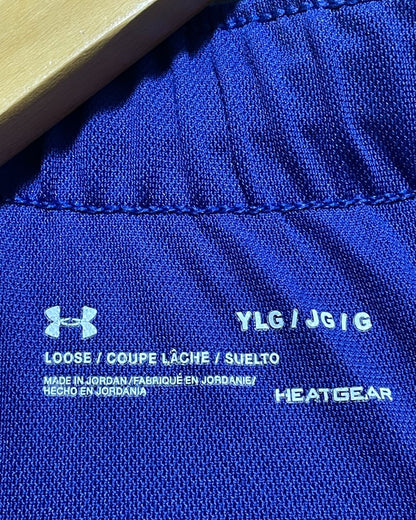 YLG / JG / G
LOOSE / COUPE LÂCHE / SUELTO
MADE IN JORDAN / FABRIQUÉ EN JORDANIE /
HECHO EN JORDANIA
HEATGEAR